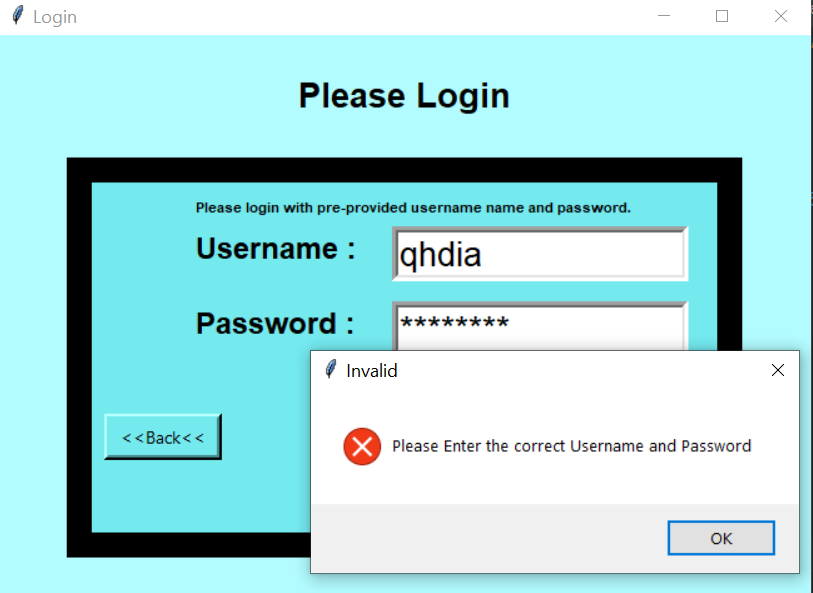 Login
Please Login
Please login with pre-provided username name and password.
Username : qhdia
Password : ********
Invalid
<<Back<<
Please Enter the correct Username and Password
OK